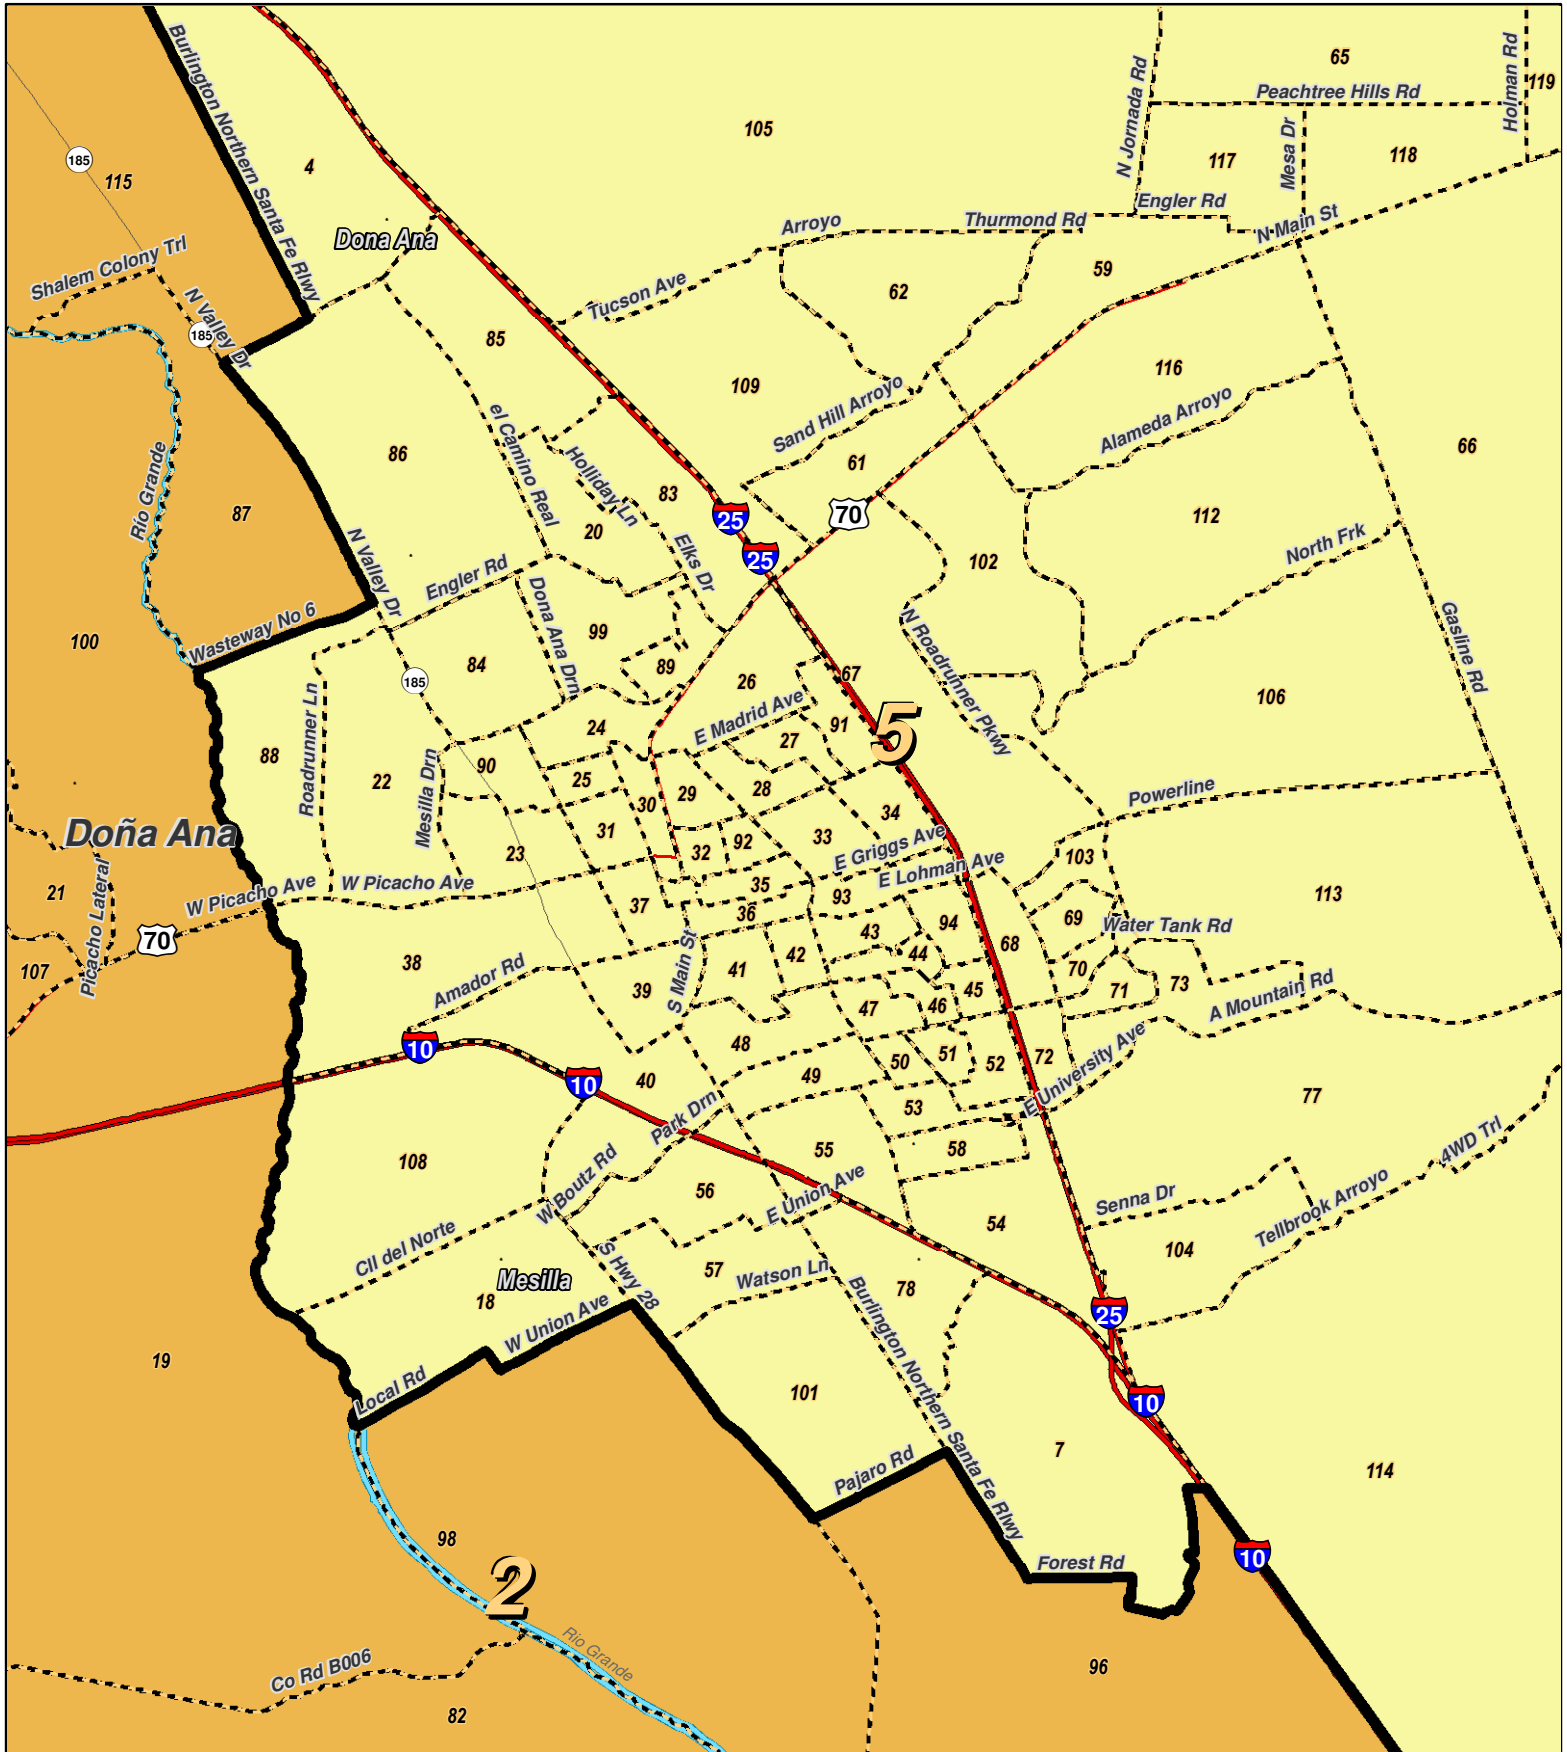 65
Holman Rd
119
Peachtree Hills Rd
N Jornada Rd
105
Burlington Northern Santa Fe Rlwy
4
117
Mesa Dr
118
185
115
Engler Rd
Arroyo
Thurmond Rd
N Main St
Dona Ana
Shalem Colony Trl
59
62
Tucson Ave
N Valley Dr
185
85
116
109
Sand Hill Arroyo
Alameda Arroyo
66
el Camino Real
86
Holliday Ln
61
Rio Grande
83
87
25
70
112
20
North Frk
25
102
N Valley Dr
Elks Dr
Engler Rd
Dona Ana Drn
Wasteway No 6
100
99
N Roadrunner Pkwy
Gasline Rd
84
89
185
67
26
106
Roadrunner Ln
E Madrid Ave
5
24
91
27
88
90
22
25
28
29
Mesilla Drn
30
Powerline
34
Doña Ana
31
33
92
E Griggs Ave
32
23
103
E Lohman Ave
W Picacho Ave
W Picacho Ave
35
21
93
113
37
36
Picacho Lateral
69
94
Water Tank Rd
43
70
68
42
44
38
107
41
70
73
Amador Rd
S Main St
39
45
71
A Mountain Rd
46
47
10
48
51
72
50
52
E University Ave
10
40
49
77
53
Park Drn
4WD Trl
55
58
108
W Boutz Rd
56
E Union Ave
Senna Dr
Tellbrook Arroyo
54
Cll del Norte
104
57
Watson Ln
Mesilla
S Hwy 28
78
18
25
W Union Ave
Burlington Northern Santa Fe Rlwy
19
Local Rd
101
10
7
Pajaro Rd
114
98
10
Forest Rd
2
Rio Grande
Co Rd B006
96
82